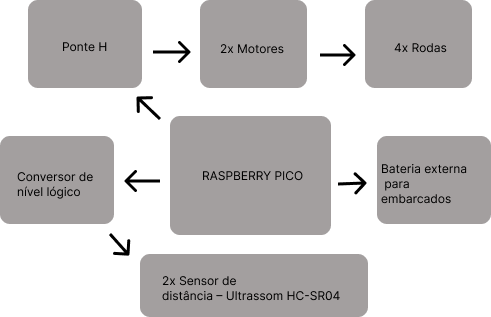 Ponte H
2x Motores
4x Rodas
Conversor de
nível lógico
RASPBERRY PICO
Bateria externa
para
embarcados
2x Sensor de
distância – Ultrassom HC-SR04